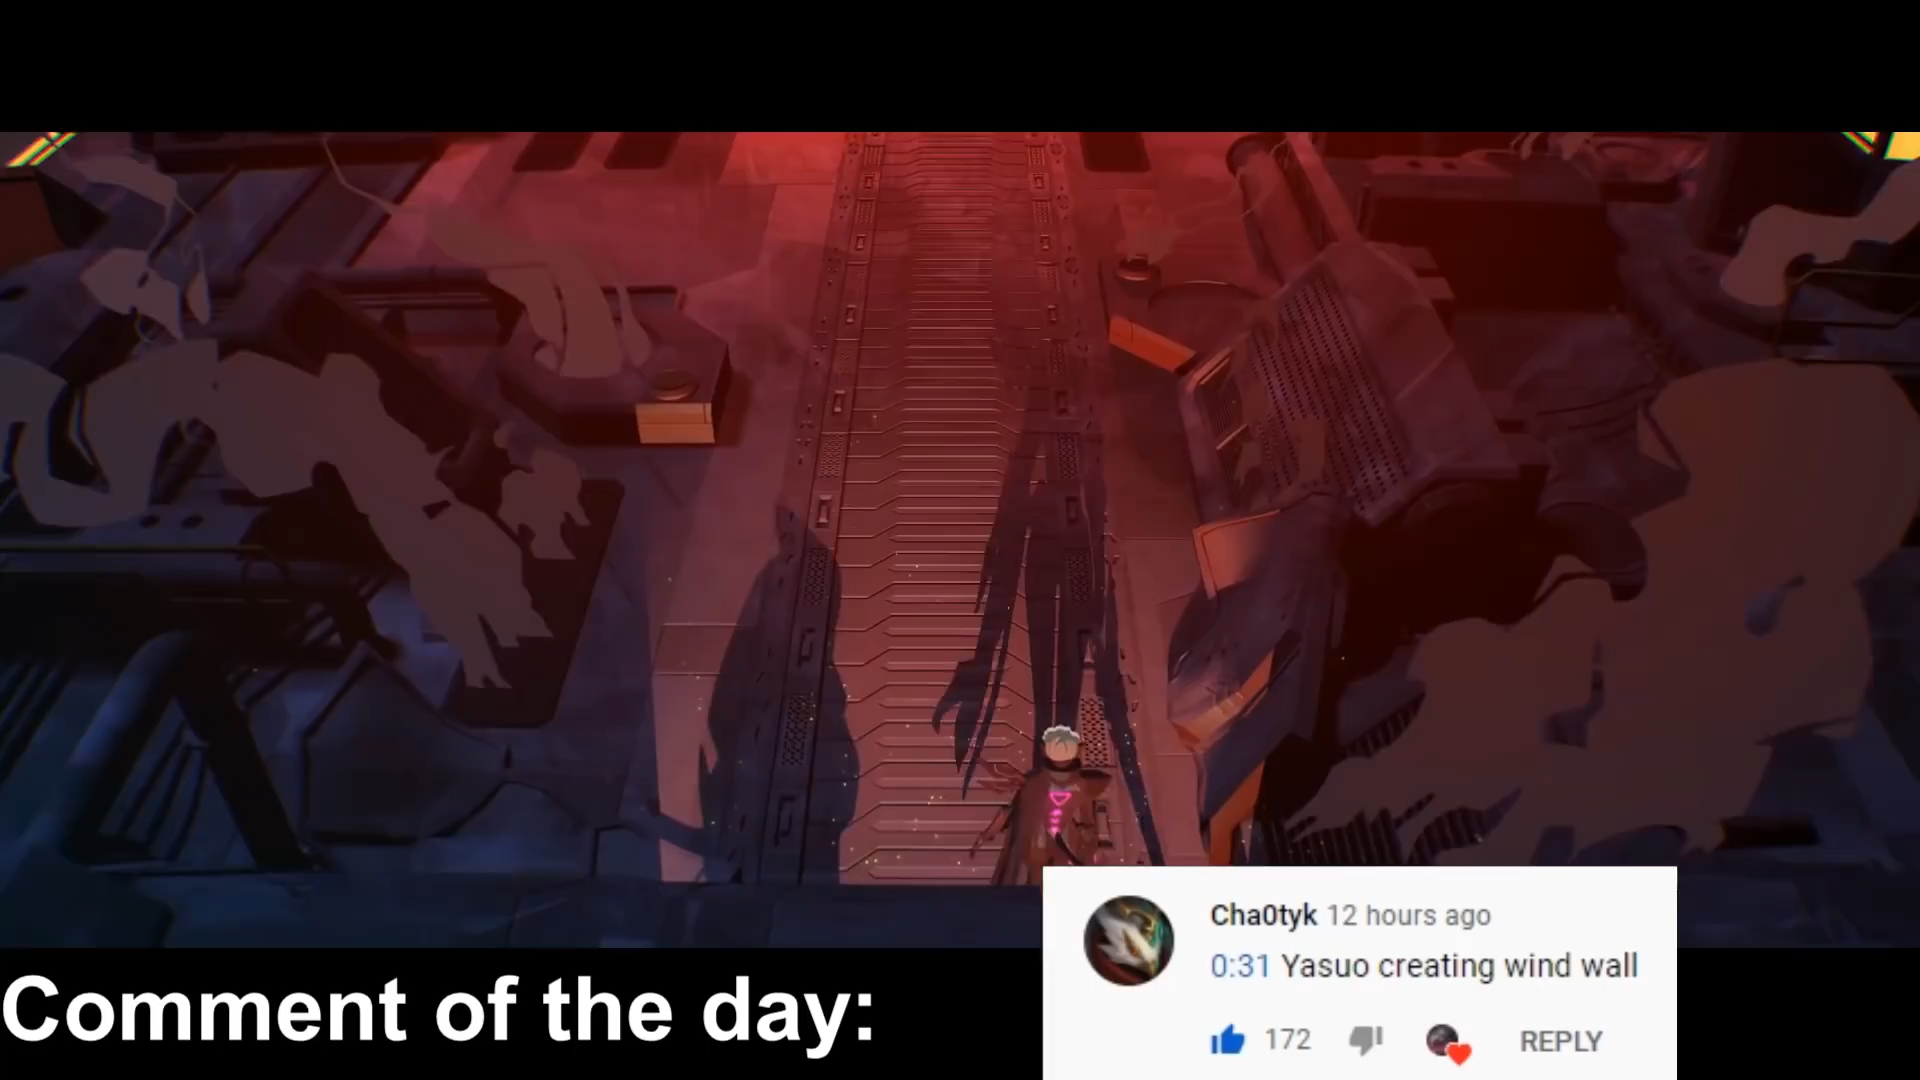 Comment of the day:
Cha0tyk 12 hours ago
0:31 Yasuo creating wind wall
172 REPLY